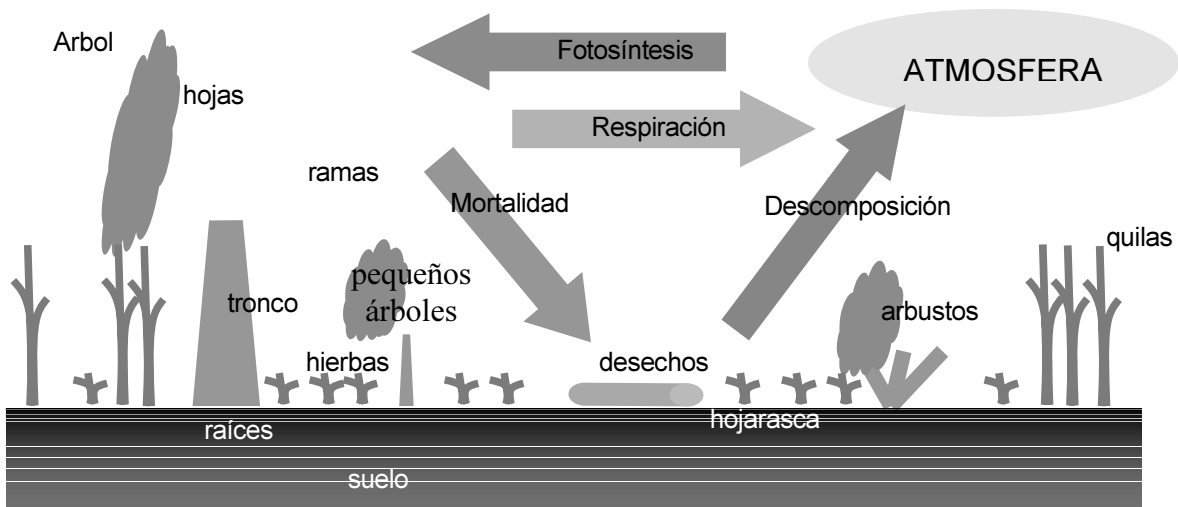 Arbol
Fotosíntesis
ATMOSFERA
hojas
Respiración
ramas
Mortalidad
Descomposición
quilas
pequeños
árboles
tronco
arbustos
hierbas
desechos
hojarasca
raíces
suelo